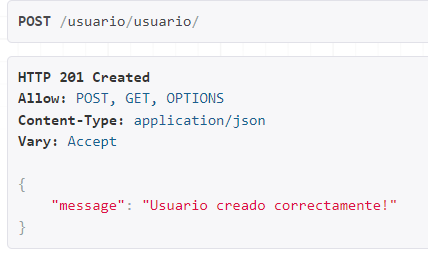 POST /usuario/usuario/
HTTP 201 Created
Allow: POST, GET, OPTIONS
Content-Type: application/json
Vary: Accept
{
"message": "Usuario creado correctamente!"
}